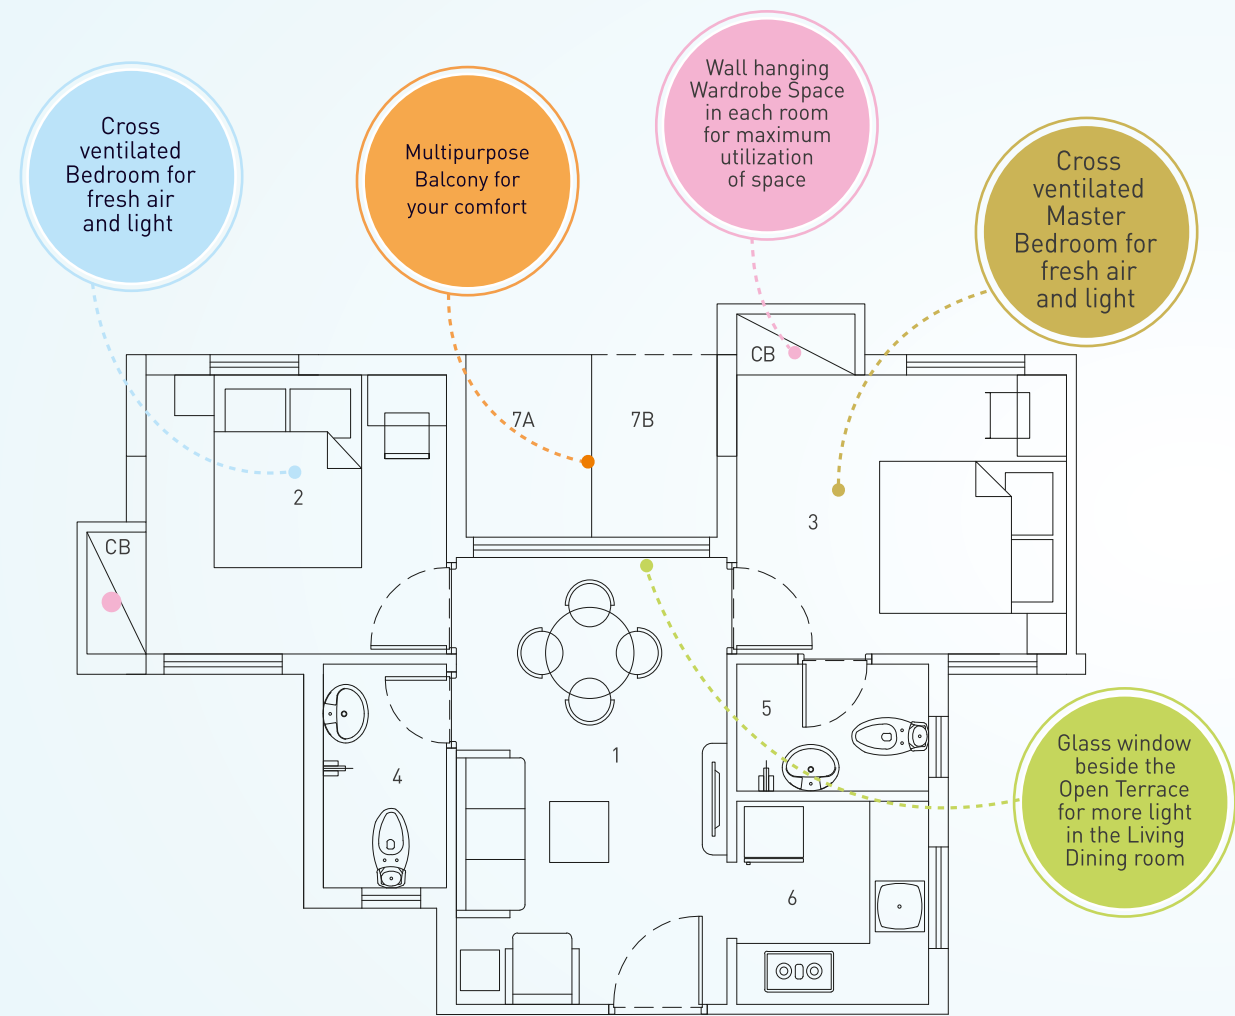 Cross
ventilated
Bedroom for
fresh air
and light
Multipurpose
Balcony for
your comfort
Wall hanging
Wardrobe Space
in each room
for maximum
utilization
of space
Cross
ventilated
Master
Bedroom for
fresh air
and light
CB
7A
7B
2
3
CB
5
1
4
Glass window
beside the
Open Terrace
for more light
in the Living
Dining room
6